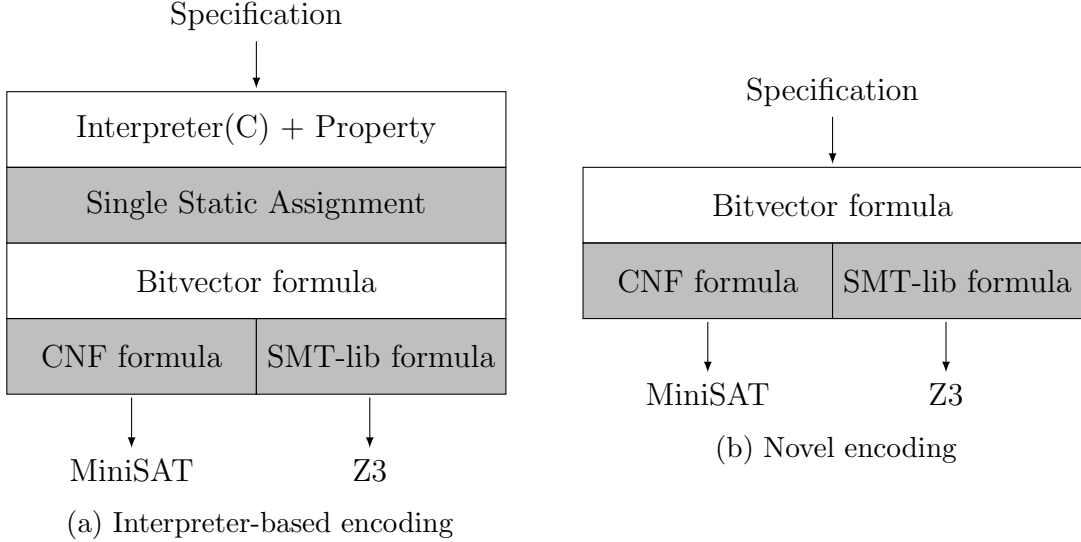 Specification
Interpreter(C) + Property
Single Static Assignment
Bitvector formula
CNF formula
SMT-lib formula
MiniSAT
Z3
(a) Interpreter-based encoding
Specification
Bitvector formula
CNF formula
SMT-lib formula
MiniSAT
Z3
(b) Novel encoding